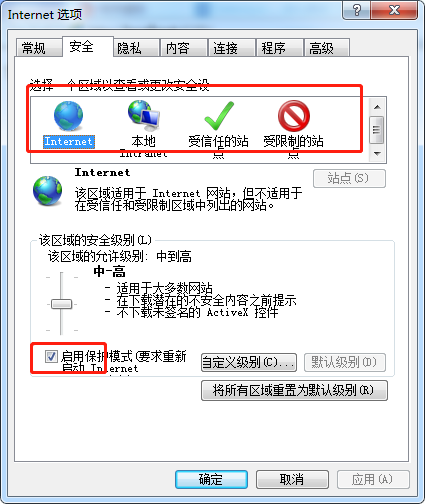 Internet 选项
常规
安全
隐私
内容
连接
程序
高级
选择一个区域以查看或更改安全设
Internet
本地
Intranet
受信任的站
点
受限制的站
点
Internet
站点(S)
该区域适用于 Internet 网站，但不适用于
在受信任和受限制区域中列出的网站。
该区域的安全级别(L)
该区域的允许级别: 中到高
中-高
- 适用于大多数网站
- 在下载潜在的不安全内容之前提示
- 不下载未签名的 ActiveX 控件
启用保护模式(要求重新
启动 Internet
自定义级别(C)...
默认级别(D)
将所有区域重置为默认级别(R)
确定
取消
应用(A)